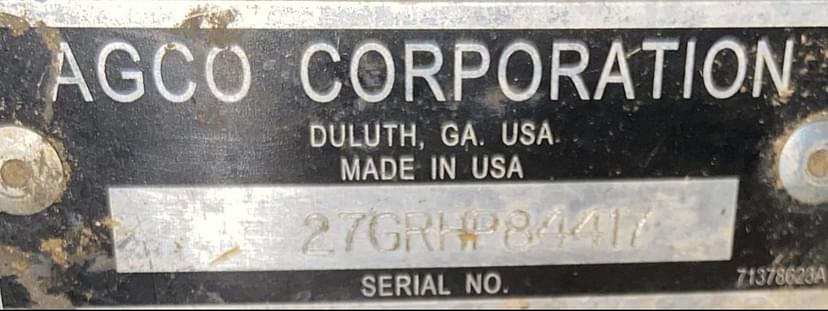 AGCO CORPORATION
DULUTH, GA. USA.
MADE IN USA
27GRHP84417
SERIAL NO.
71378623A